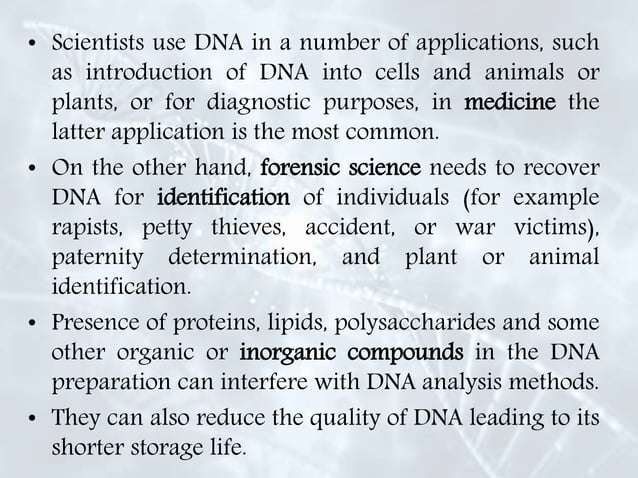 • Scientists use DNA in a number of applications, such
as introduction of DNA into cells and animals or
plants, or for diagnostic purposes, in medicine the
latter application is the most common.
• On the other hand, forensic science needs to recover
DNA for identification of individuals (for example
rapists, petty thieves, accident, or war victims),
paternity determination, and plant or animal
identification.
• Presence of proteins, lipids, polysaccharides and some
other organic or inorganic compounds in the DNA
preparation can interfere with DNA analysis methods.
• They can also reduce the quality of DNA leading to its
shorter storage life.